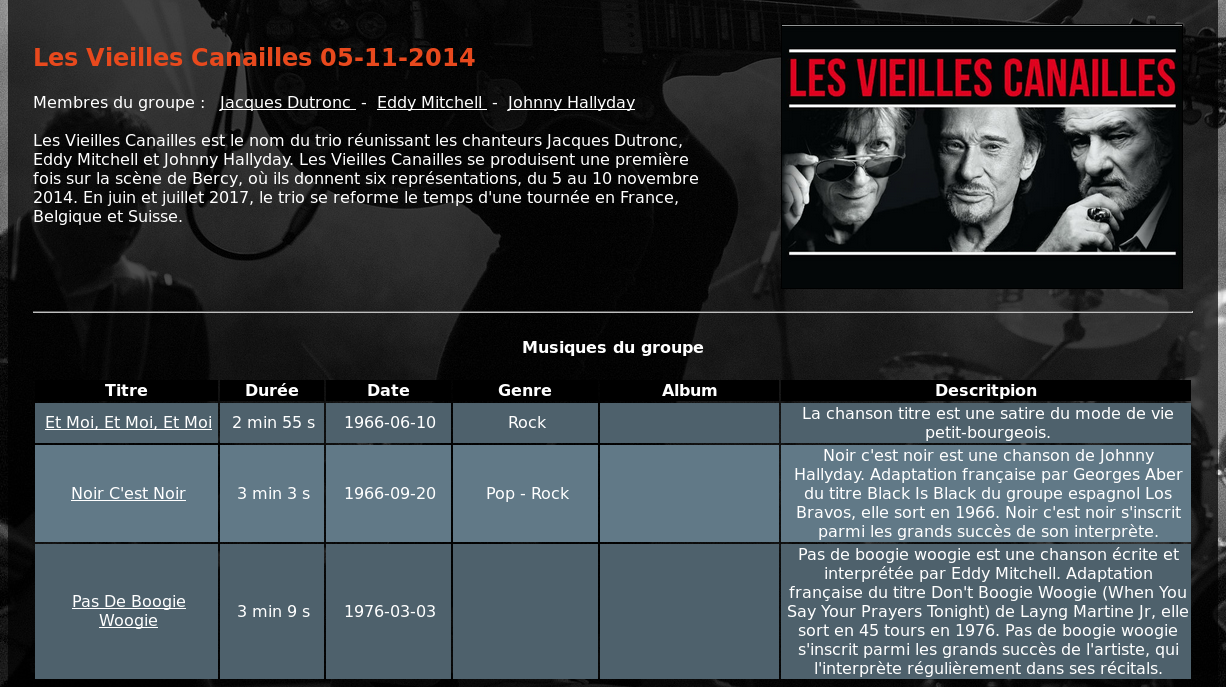 Les Vieilles Canailles 05-11-2014
LES VIEILLES CANAILLES
Membres du groupe : Jacques Dutronc - Eddy Mitchell - Johnny Hallyday
Les Vieilles Canailles est le nom du trio réunissant les chanteurs Jacques Dutronc,
Eddy Mitchell et Johnny Hallyday. Les Vieilles Canailles se produisent une première
fois sur la scène de Bercy, où ils donnent six représentations, du 5 au 10 novembre
2014. En juin et juillet 2017, le trio se reforme le temps d'une tournée en France,
Belgique et Suisse.
Musiques du groupe
Titre Durée Date Genre Album Descritpion
Et Moi, Et Moi, Et Moi 2 min 55 s 1966-06-10 Rock
La chanson titre est une satire du mode de vie
petit-bourgeois.
Noir C'est Noir 3 min 3 s 1966-09-20 Pop - Rock
Noir c'est noir est une chanson de Johnny
Hallyday. Adaptation française par Georges Aber
du titre Black Is Black du groupe espagnol Los
Bravos, elle sort en 1966. Noir c'est noir s'inscrit
parmi les grands succès de son interprète.
Pas De Boogie
Woogie
3 min 9 s 1976-03-03
Pas de boogie woogie est une chanson écrite et
interprétée par Eddy Mitchell. Adaptation
française du titre Don't Boogie Woogie (When You
Say Your Prayers Tonight) de Layng Martine Jr, elle
sort en 45 tours en 1976. Pas de boogie woogie
s'inscrit parmi les grands succès de l'artiste, qui
l'interprète régulièrement dans ses récitals.